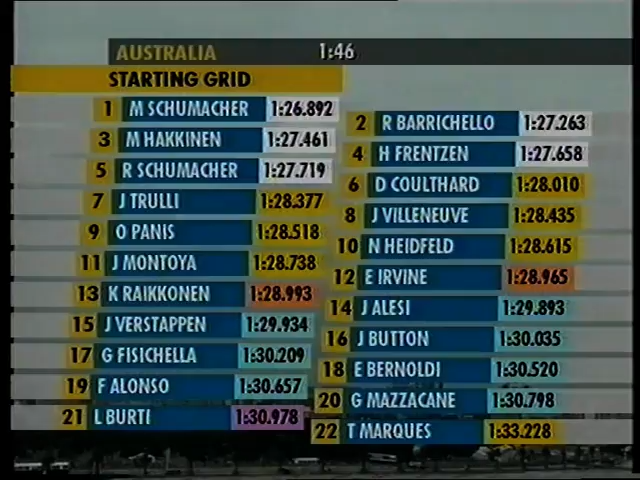 AUSTRALIA 1:46
STARTING GRID
1 M SCHUMACHER 1:26.892
2 R BARRICHELLO 1:27.263
3 M HAKKINEN 1:27.461
4 H FRENTZEN 1:27.658
5 R SCHUMACHER 1:27.719
6 D COULTHARD 1:28.010
7 J TRULLI 1:28.377
8 J VILLENEUVE 1:28.435
9 O PANIS 1:28.518
10 N HEIDFELD 1:28.615
11 J MONTOYA 1:28.738
12 E IRVINE 1:28.965
13 K RAIKKONEN 1:28.993
14 J ALESI 1:29.893
15 J VERSTAPPEN 1:29.934
16 J BUTTON 1:30.035
17 G FISICHELLA 1:30.209
18 E BERNOLDI 1:30.520
19 F ALONSO 1:30.657
20 G MAZZACANE 1:30.798
21 L BURTI 1:30.978
22 T MARQUES 1:33.228